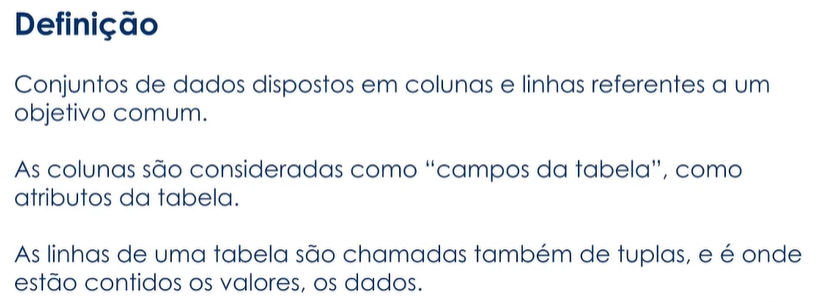 Definição
Conjuntos de dados dispostos em colunas e linhas referentes a um
objetivo comum.
As colunas são consideradas como “campos da tabela”, como
atributos da tabela.
As linhas de uma tabela são chamadas também de tuplas, e é onde
estão contidos os valores, os dados.